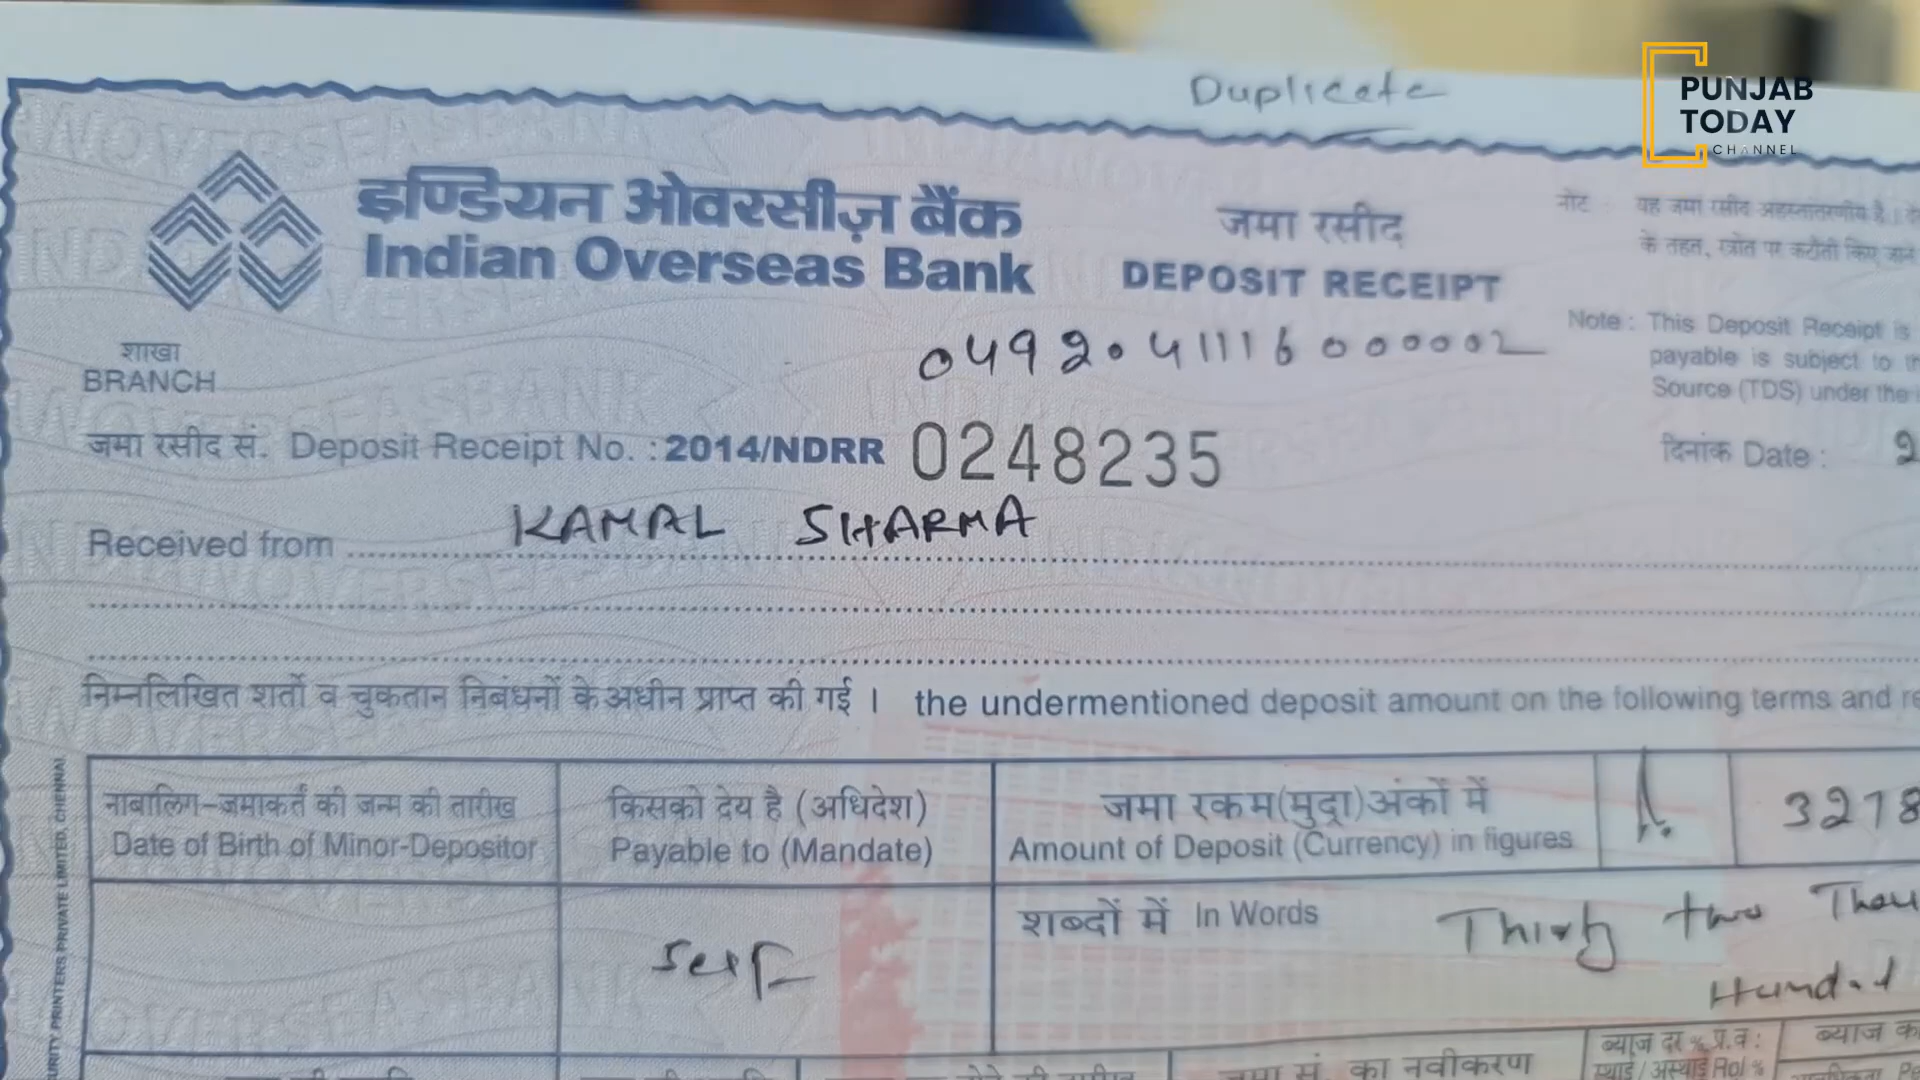 Duplicate
PUNJAB
TODAY
CHANNEL
इण्डियन ओवरसीज़ बैंक
Indian Overseas Bank
जमा रसीद
DEPOSIT RECEIPT
नोट : यह जमा रसीद अहस्तांतरणीय है ।
के तहत, स्त्रोत पर कटौती किए जाने
Note : This Deposit Receipt is
payable is subject to
Source (TDS) under the
0492041116000002
शाखा
BRANCH
जमा रसीद सं. Deposit Receipt No. : 2014/NDRR 0248235
दिनांक Date : 2
Received from KAMAL SHARMA
निम्नलिखित शर्तो व चुकतान निबंधनों के अधीन प्राप्त की गई । the undermentioned deposit amount on the following terms and
नाबालिग-जमाकर्ता की जन्म की तारीख
Date of Birth of Minor-Depositor
किसको देय है (अधिदेश)
Payable to (Mandate)
जमा रकम(मुद्रा)अंकों में
Amount of Deposit (Currency) in figures
3278
Self
शब्दों में In Words Thirty two Thou
Hundred
जमा सं. का नवीकरण
ब्याज दर % प्र.व :
स्थाई / अस्थाई RoI %
ब्याज
URITY PRINTERS PRIVATE LIMITED, CHENNAI